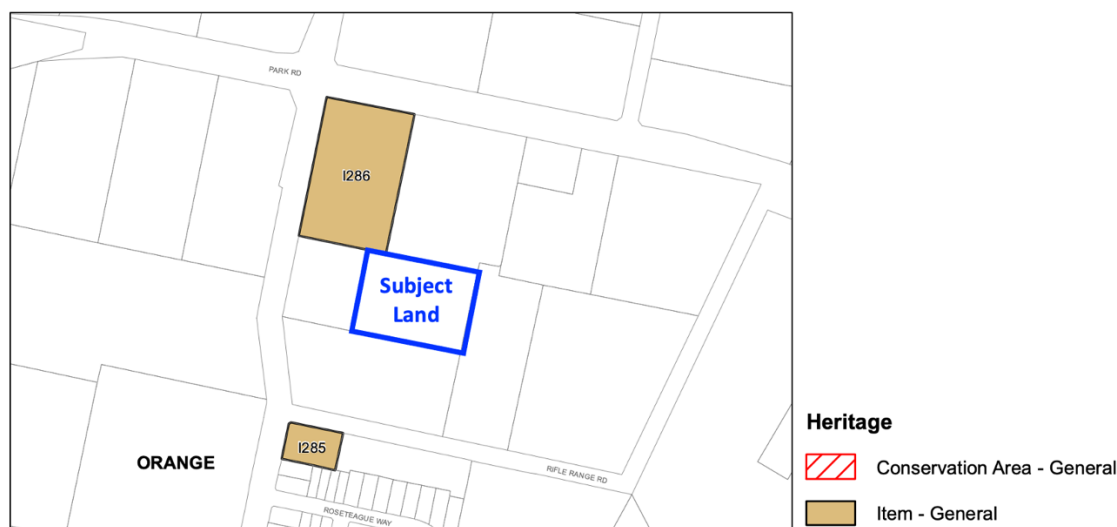 PARK RD
I286
Subject
Land
I285
ORANGE
RIFLE RANGE RD
ROSETEAGUE WAY
Heritage
Conservation Area - General
Item - General